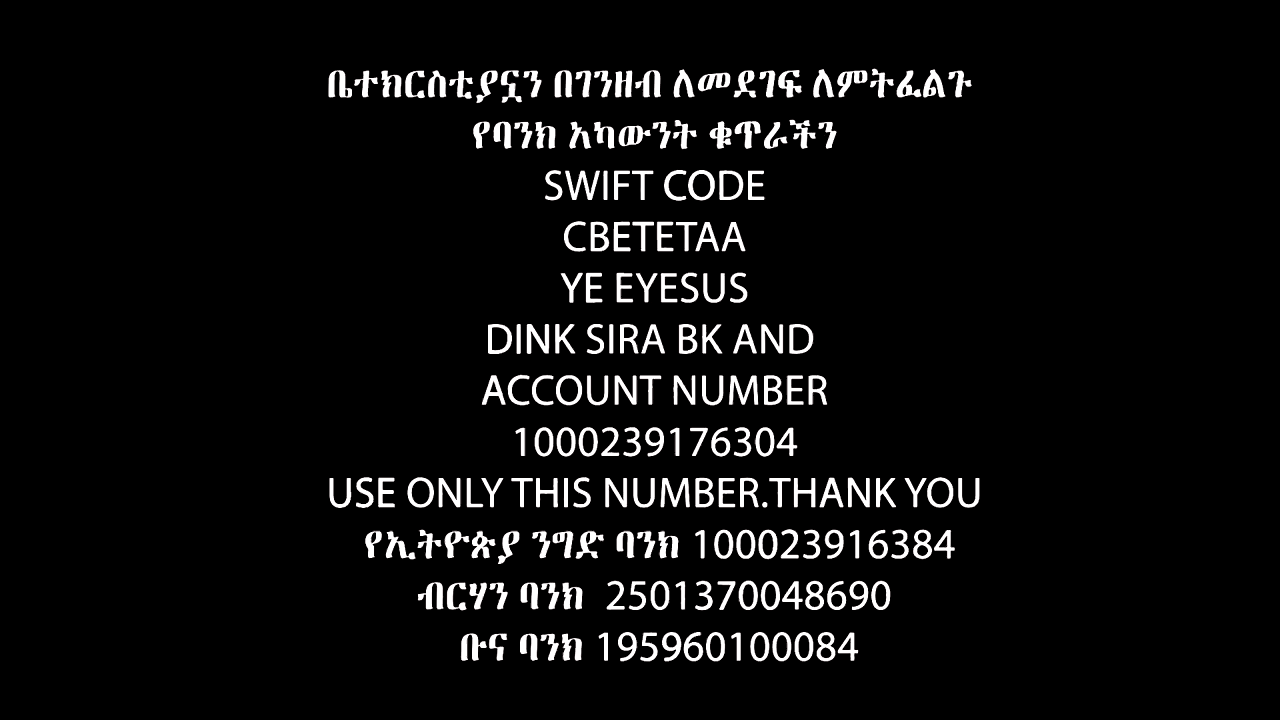 ቤተክርስቲያኗን በገንዘብ ለመደገፍ ለምትፈልጉ
የባንክ አካውንት ቁጥራችን
SWIFT CODE
CBETETAA
YE EYESUS
DINK SIRA BK AND
ACCOUNT NUMBER
1000239176304
USE ONLY THIS NUMBER.THANK YOU
የኢትዮጵያ ንግድ ባንክ 100023916384
ብርሃን ባንክ 2501370048690
ቡና ባንክ 195960100084